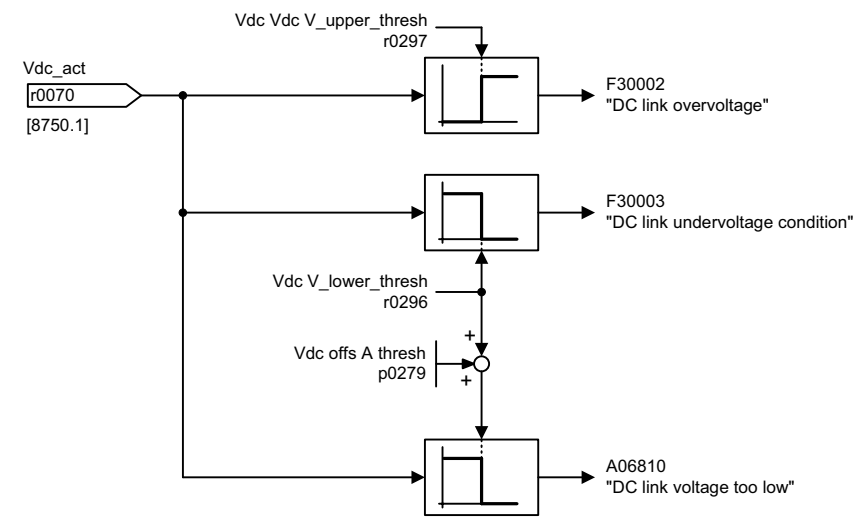 Vdc Vdc V_upper_thresh
r0297
Vdc_act
r0070
[8750.1]
F30002
"DC link overvoltage"
F30003
"DC link undervoltage condition"
Vdc V_lower_thresh
r0296
+
Vdc offs A thresh
p0279
+
A06810
"DC link voltage too low"